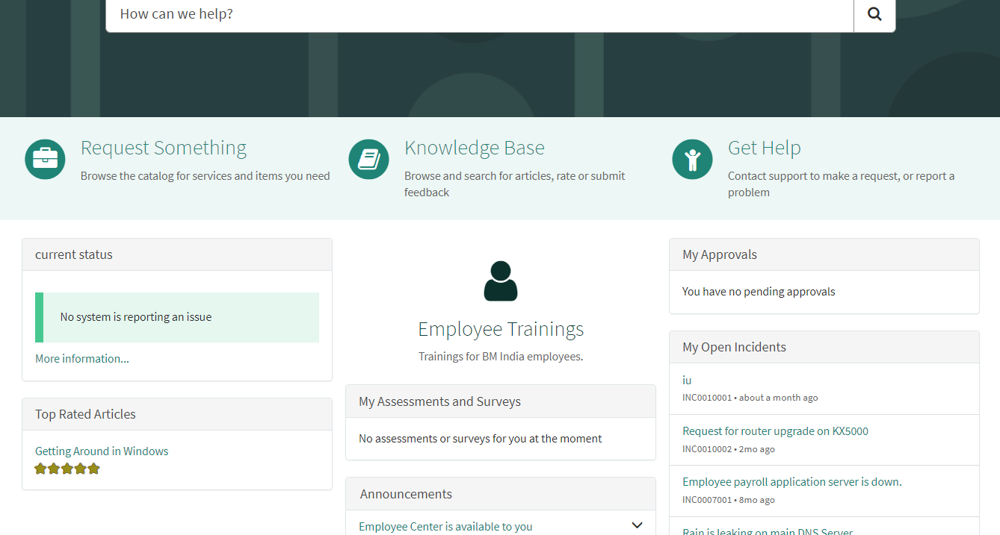 How can we help?
Request Something
Browse the catalog for services and items you need
Knowledge Base
Browse and search for articles, rate or submit
feedback
Get Help
Contact support to make a request, or report a
problem
current status
No system is reporting an issue
More information...
Top Rated Articles
Getting Around in Windows
Employee Trainings
Trainings for BM India employees.
My Assessments and Surveys
No assessments or surveys for you at the moment
Announcements
Employee Center is available to you
My Approvals
You have no pending approvals
My Open Incidents
iu
INC0010001 • about a month ago
Request for router upgrade on KX5000
INC0010002 • 2mo ago
Employee payroll application server is down.
INC0007001 • 8mo ago
Rain is leaking on main DNS Server